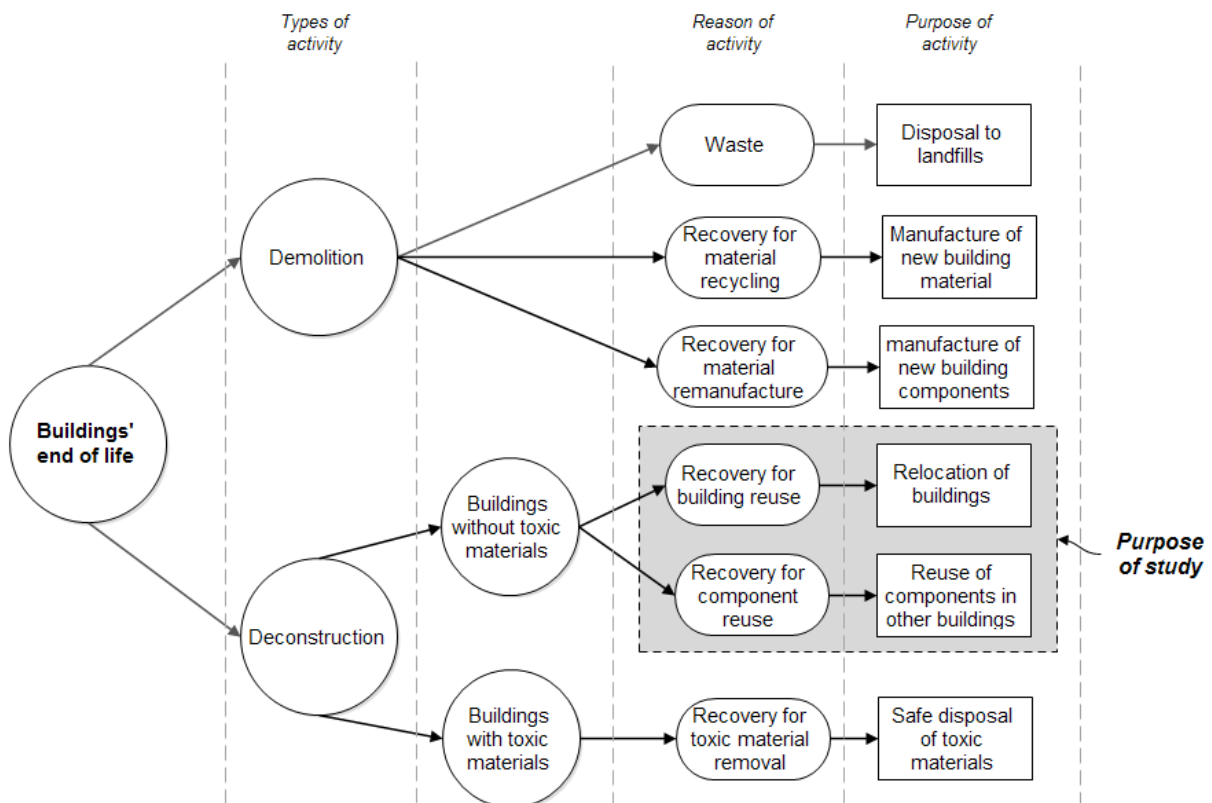 Types of
activity
Reason of
activity
Purpose of
activity
Waste
Disposal to
landfills
Demolition
Recovery for
material
recycling
Manufacture of
new building
material
Recovery for
material
remanufacture
manufacture of
new building
components
Buildings'
end of life
Buildings
without toxic
materials
Recovery for
building reuse
Relocation of
buildings
Purpose
of study
Recovery for
component
reuse
Reuse of
components in
other buildings
Deconstruction
Buildings
with toxic
materials
Recovery for
toxic material
removal
Safe disposal
of toxic
materials